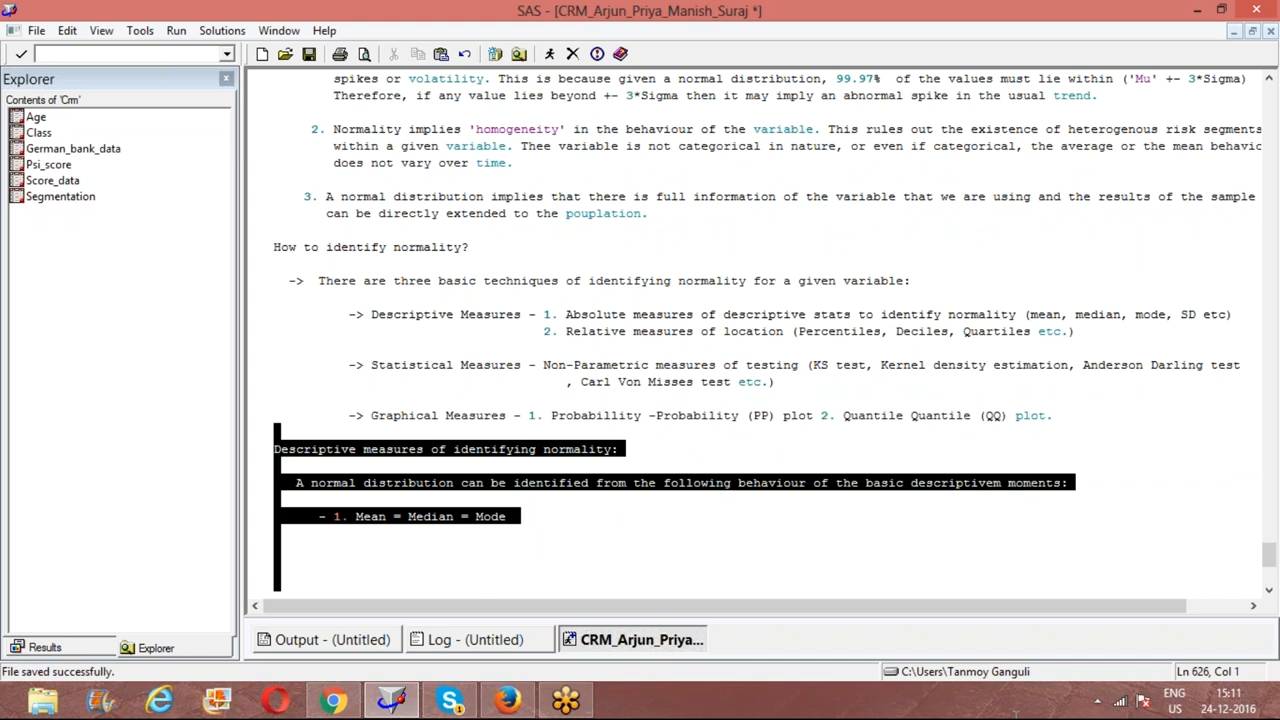 SAS - [CRM_Arjun_Priya_Manish_Suraj *]
File Edit View Tools Run Solutions Window Help
Explorer
Contents of 'Crm'
Age
Class
German_bank_data
Psi_score
Score_data
Segmentation
spikes or volatility. This is because given a normal distribution, 99.97% of the values must lie within ('Mu' +- 3*Sigma)
Therefore, if any value lies beyond +- 3*Sigma then it may imply an abnormal spike in the usual trend.
2. Normality implies 'homogeneity' in the behaviour of the variable. This rules out the existence of heterogenous risk segments
within a given variable. Thee variable is not categorical in nature, or even if categorical, the average or the mean behavio
does not vary over time.
3. A normal distribution implies that there is full information of the variable that we are using and the results of the sample
can be directly extended to the pouplation.
How to identify normality?
-> There are three basic techniques of identifying normality for a given variable:
-> Descriptive Measures - 1. Absolute measures of descriptive stats to identify normality (mean, median, mode, SD etc)
2. Relative measures of location (Percentiles, Deciles, Quartiles etc.)
-> Statistical Measures - Non-Parametric measures of testing (KS test, Kernel density estimation, Anderson Darling test
, Carl Von Misses test etc.)
-> Graphical Measures - 1. Probabillity -Probability (PP) plot 2. Quantile Quantile (QQ) plot.
Descriptive measures of identifying normality:
A normal distribution can be identified from the following behaviour of the basic descriptivem moments:
- 1. Mean = Median = Mode
Results
Explorer
Output - (Untitled)
Log - (Untitled)
CRM_Arjun_Priya...
File saved successfully.
C:\Users\Tanmoy Ganguli
Ln 626, Col 1
ENG
US
15:11
24-12-2016